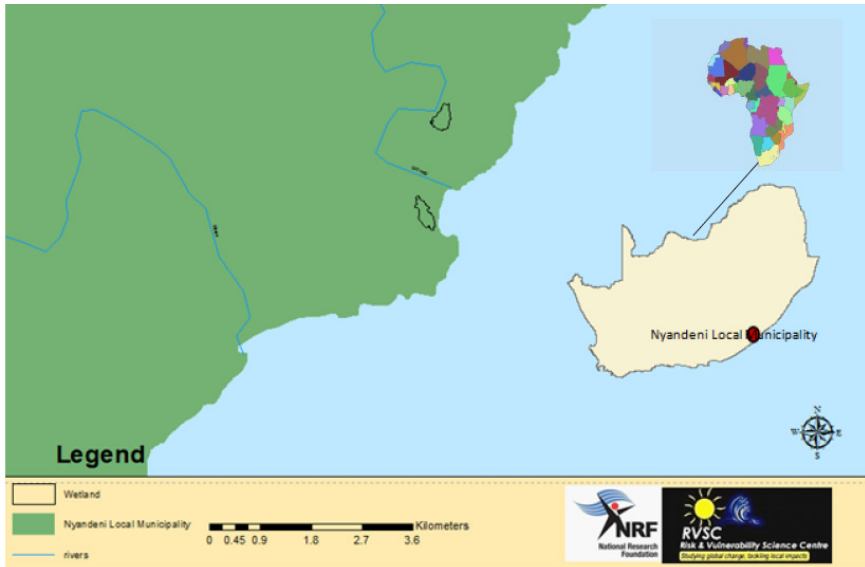 Nyandeni Local Municipality
N
W E
S
Legend
Wetland
Nyandeni Local Municipality
rivers
Kilometers
0 0.45 0.9 1.8 2.7 3.6
NRF
National Research
Foundation
RVSC
Risk & Vulnerability Science Centre
Studying global change, tackling local impacts